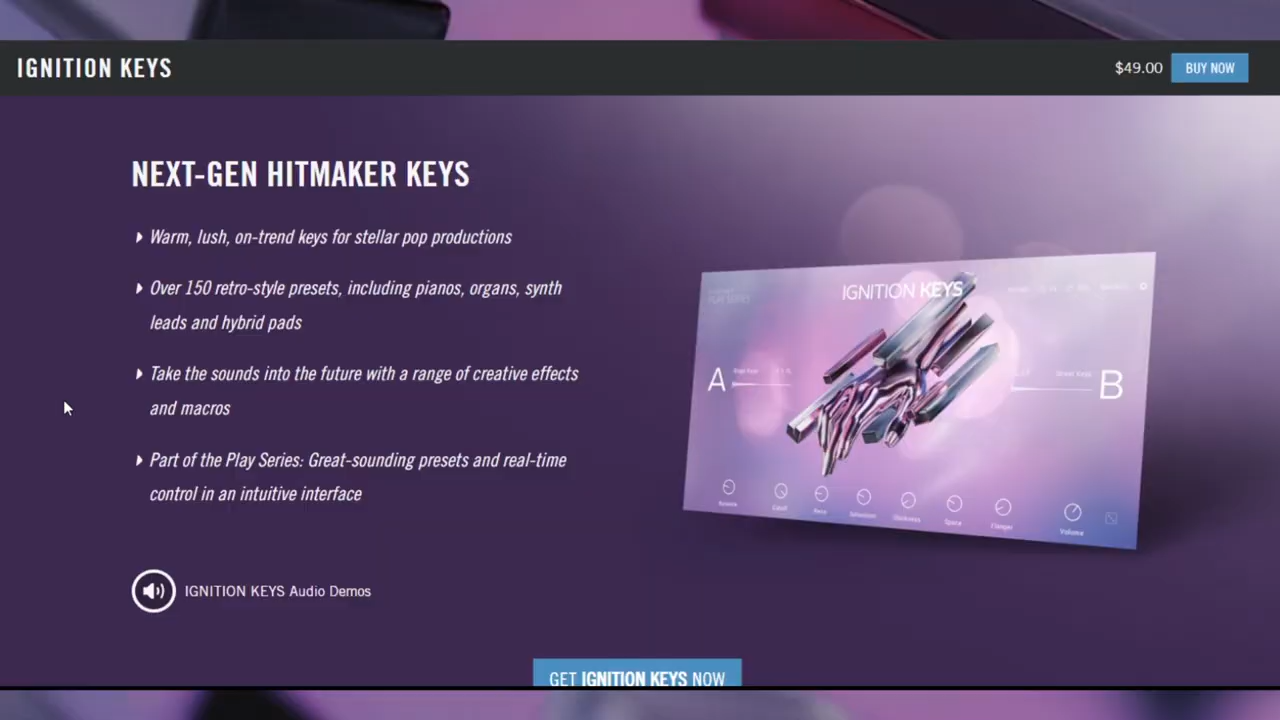 IGNITION KEYS
$49.00 BUY NOW
NEXT-GEN HITMAKER KEYS
Warm, lush, on-trend keys for stellar pop productions
Over 150 retro-style presets, including pianos, organs, synth
leads and hybrid pads
Take the sounds into the future with a range of creative effects
and macros
Part of the Play Series: Great-sounding presets and real-time
control in an intuitive interface
IGNITION KEYS Audio Demos
IGNITION KEYS
PLAY SERIES
A
B
Space
Volume
GET IGNITION KEYS NOW